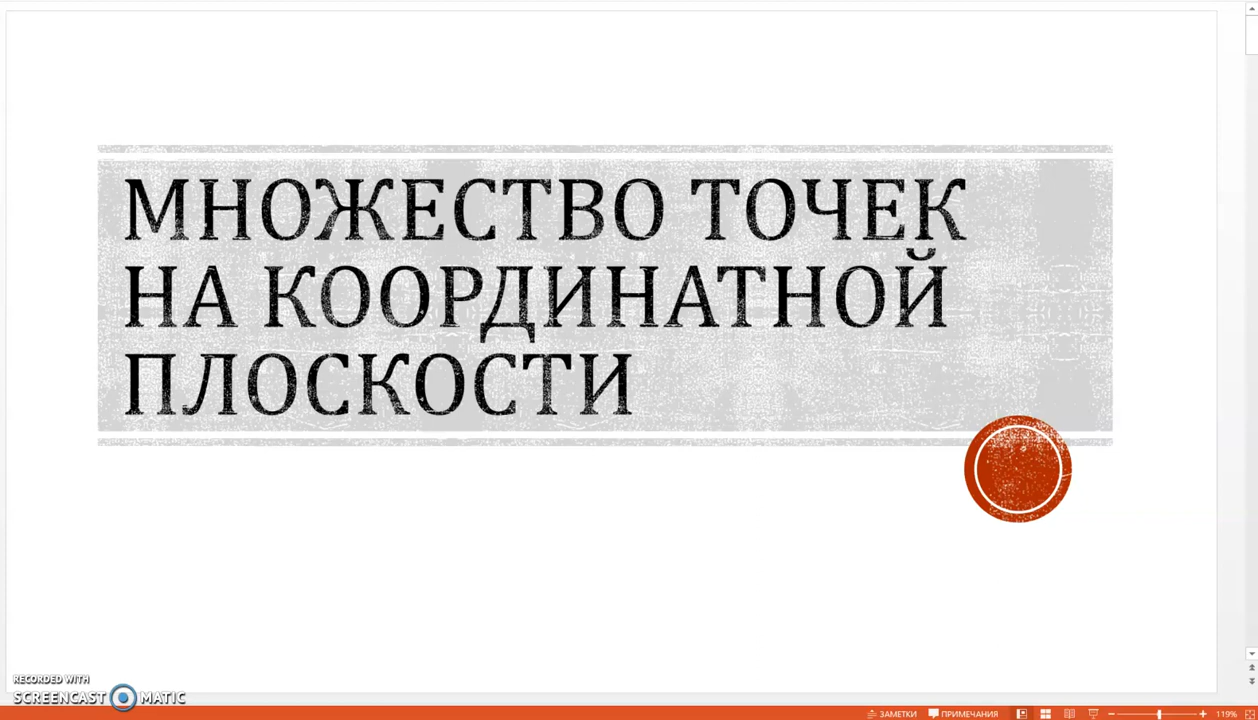 МНОЖЕСТВО ТОЧЕК
НА КООРДИНАТНОЙ
ПЛОСКОСТИ
RECORDED WITH
SCREENCAST MATIC
ЗАМЕТКИ ПРИМЕЧАНИЯ 119%